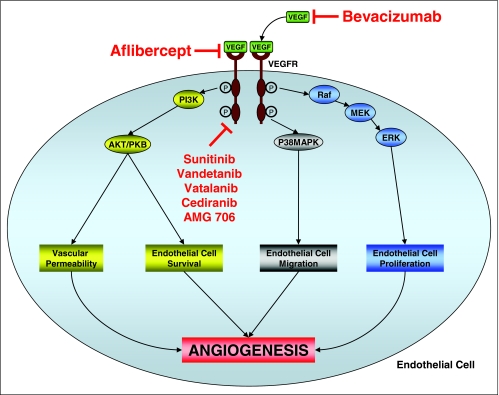 VEGF
Bevacizumab
Aflibercept
VEGF
VEGF
VEGFR
P
P
PI3K
Raf
MEK
P
P
ERK
AKT/PKB
P38MAPK
Sunitinib
Vandetanib
Vatalanib
Cediranib
AMG 706
Vascular
Permeability
Endothelial Cell
Survival
Endothelial Cell
Migration
Endothelial Cell
Proliferation
ANGIOGENESIS
Endothelial Cell